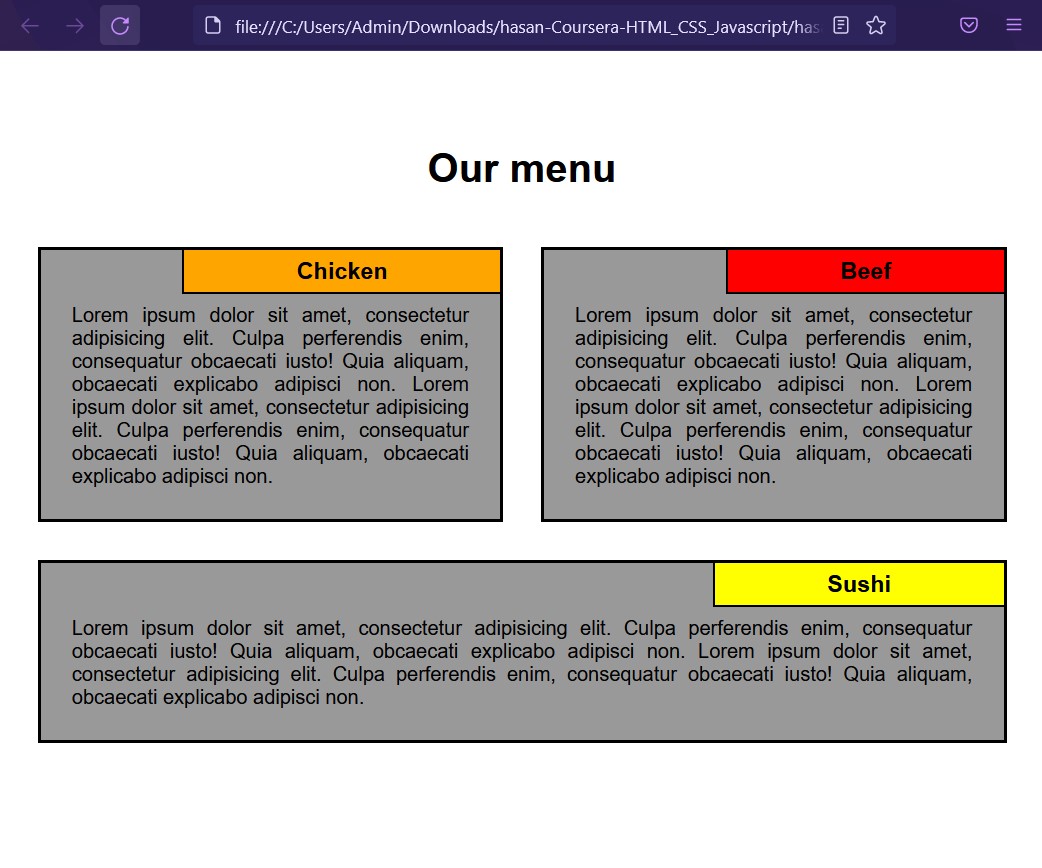 file:///C:/Users/Admin/Downloads/hasan-Coursera-HTML_CSS_Javascript/has
Our menu
Chicken
Lorem ipsum dolor sit amet, consectetur
adipisicing elit. Culpa perferendis enim,
consequatur obcaecati iusto! Quia aliquam,
obcaecati explicabo adipisci non. Lorem
ipsum dolor sit amet, consectetur adipisicing
elit. Culpa perferendis enim, consequatur
obcaecati iusto! Quia aliquam, obcaecati
explicabo adipisci non.
Beef
Lorem ipsum dolor sit amet, consectetur
adipisicing elit. Culpa perferendis enim,
consequatur obcaecati iusto! Quia aliquam,
obcaecati explicabo adipisci non. Lorem
ipsum dolor sit amet, consectetur adipisicing
elit. Culpa perferendis enim, consequatur
obcaecati iusto! Quia aliquam, obcaecati
explicabo adipisci non.
Sushi
Lorem ipsum dolor sit amet, consectetur adipisicing elit. Culpa perferendis enim, consequatur
obcaecati iusto! Quia aliquam, obcaecati explicabo adipisci non. Lorem ipsum dolor sit amet,
consectetur adipisicing elit. Culpa perferendis enim, consequatur obcaecati iusto! Quia aliquam,
obcaecati explicabo adipisci non.